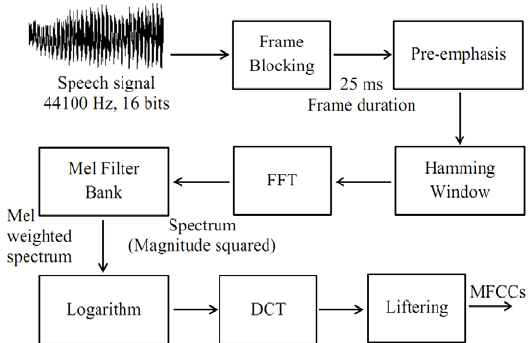 Speech signal
44100 Hz, 16 bits
Frame
Blocking
25 ms
Frame duration
Pre-emphasis
Hamming
Window
FFT
Spectrum
(Magnitude squared)
Mel Filter
Bank
Mel
weighted
spectrum
Logarithm
DCT
Liftering
MFCCs